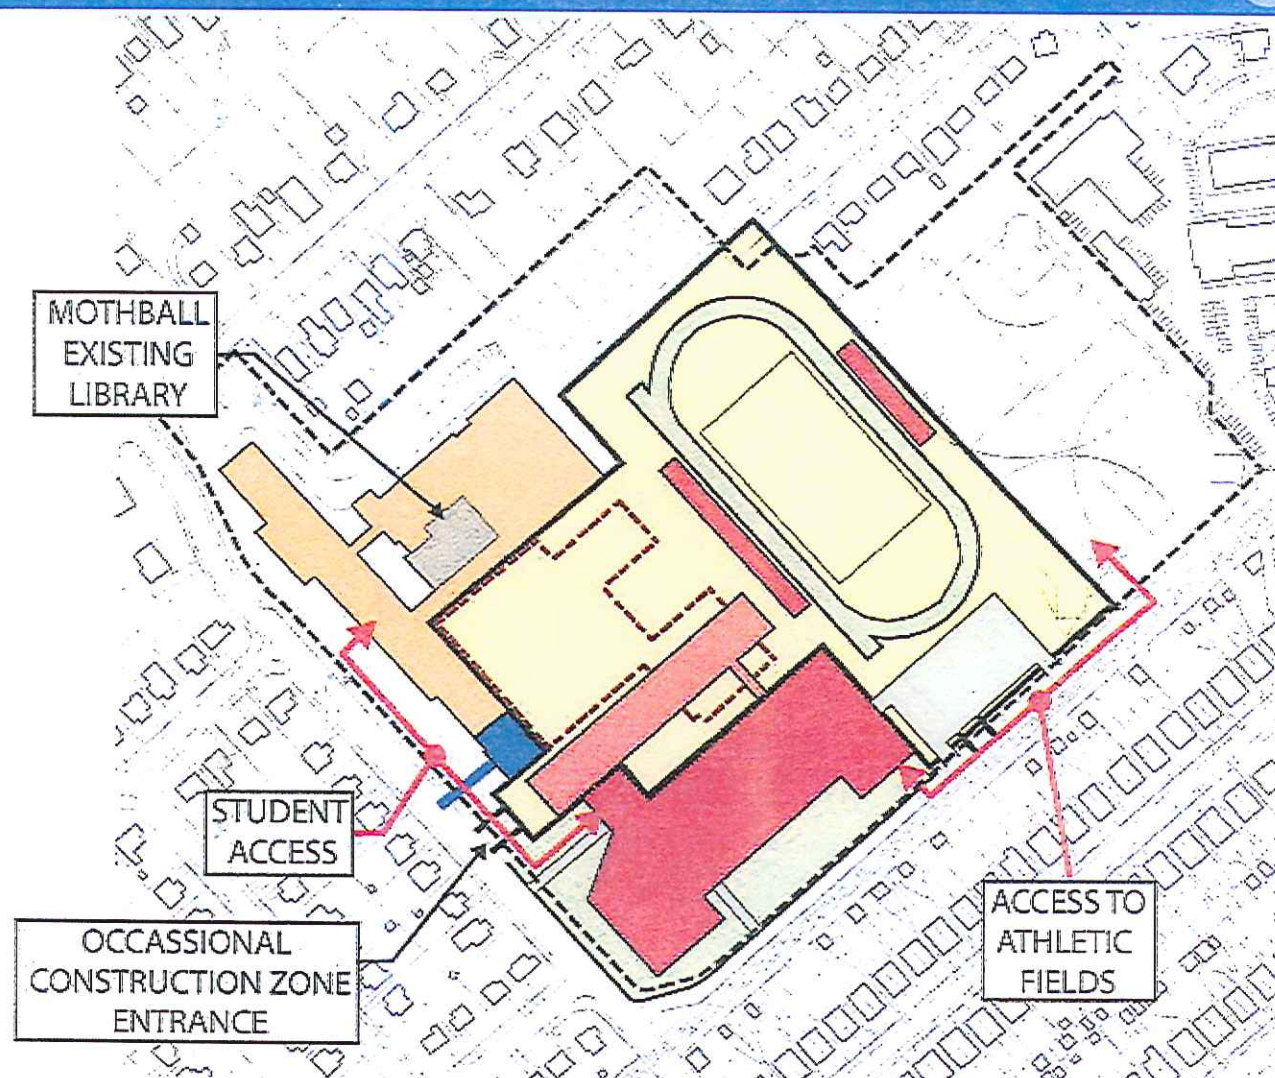 MOTHBALL
EXISTING
LIBRARY
STUDENT
ACCESS
OCCASSIONAL
CONSTRUCTION ZONE
ENTRANCE
ACCESS TO
ATHLETIC
FIELDS